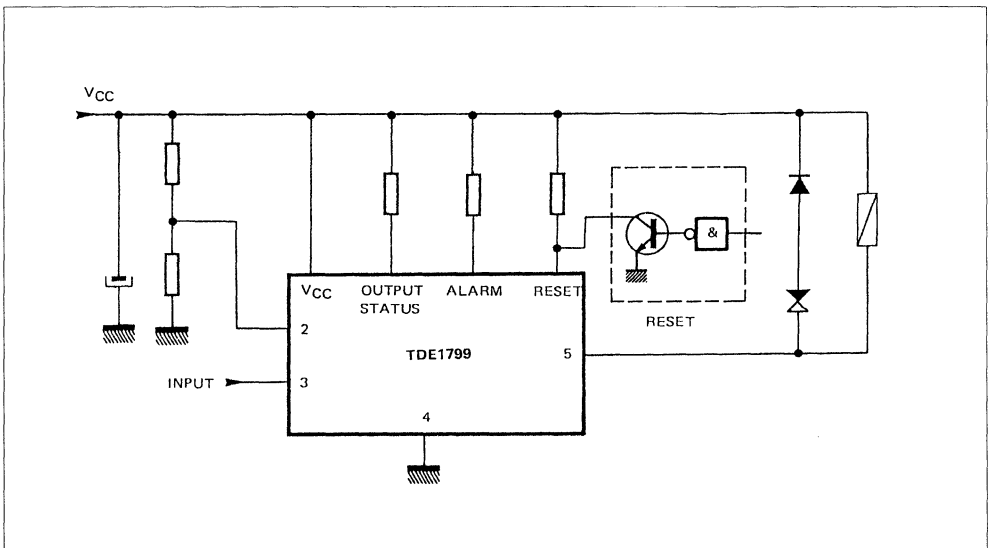 VCC
&
VCC
OUTPUT STATUS
ALARM
RESET
RESET
2
TDE1799
5
INPUT
3
4